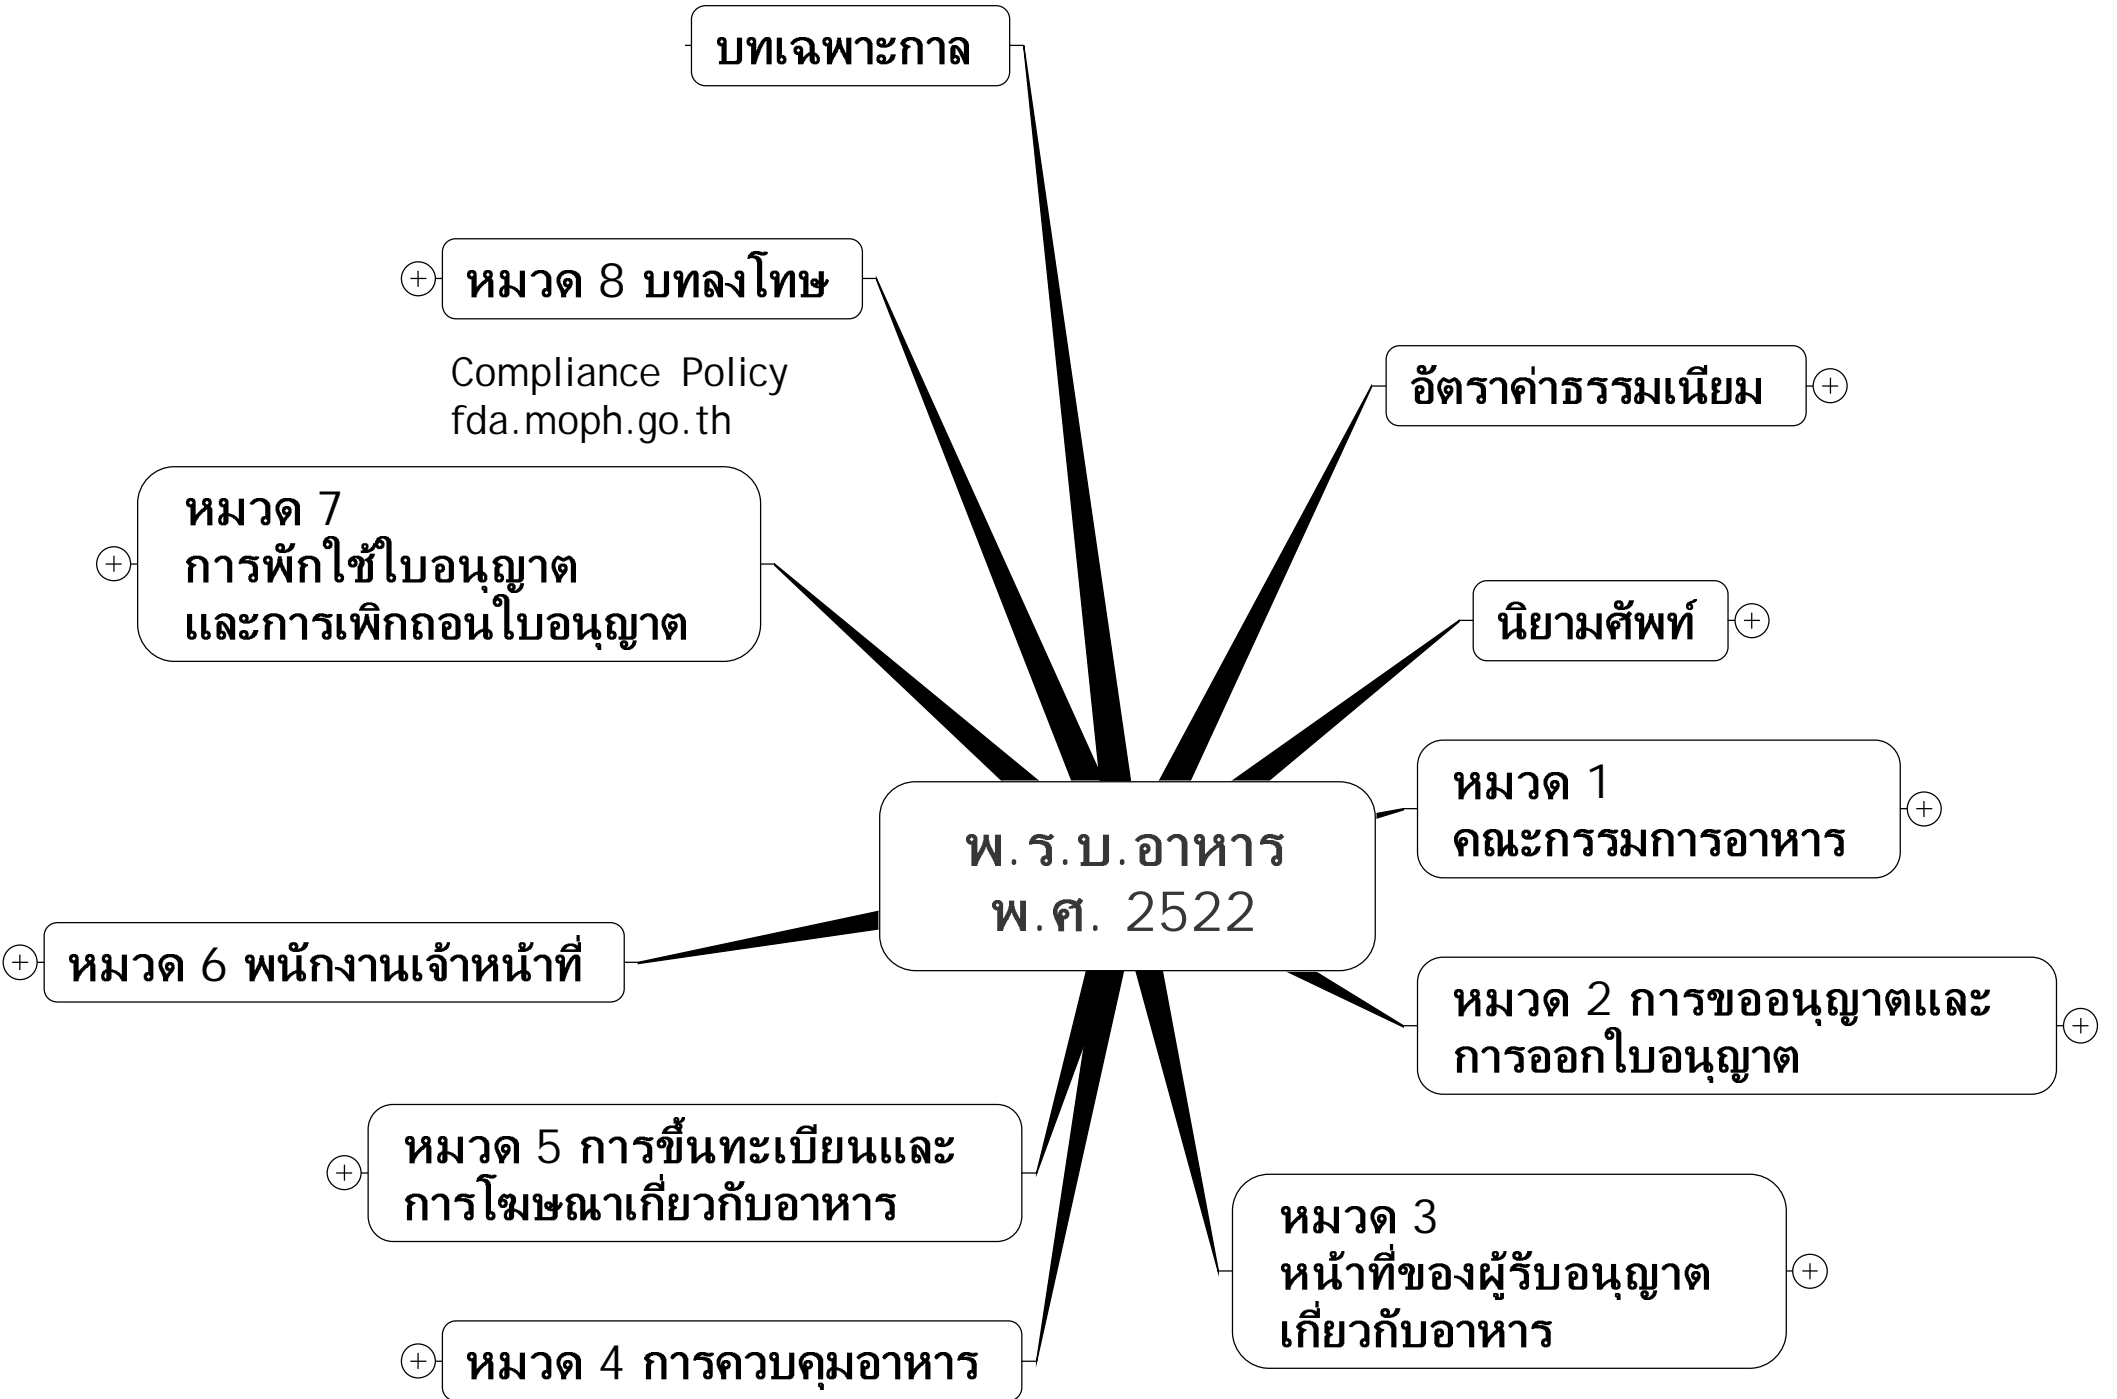 บทเฉพาะกาล
หมวด 8 บทลงโทษ
Compliance Policy
fda.moph.go.th
อัตราค่าธรรมเนียม
หมวด 7
การพักใช้ใบอนุญาต
และการเพิกถอนใบอนุญาต
นิยามศัพท์
หมวด 1
คณะกรรมการอาหาร
พ.ร.บ.อาหาร
พ.ศ. 2522
หมวด 6 พนักงานเจ้าหน้าที่
หมวด 2 การขออนุญาตและ
การออกใบอนุญาต
หมวด 5 การขึ้นทะเบียนและ
การโฆษณาเกี่ยวกับอาหาร
หมวด 3
หน้าที่ของผู้รับอนุญาต
เกี่ยวกับอาหาร
หมวด 4 การควบคุมอาหาร